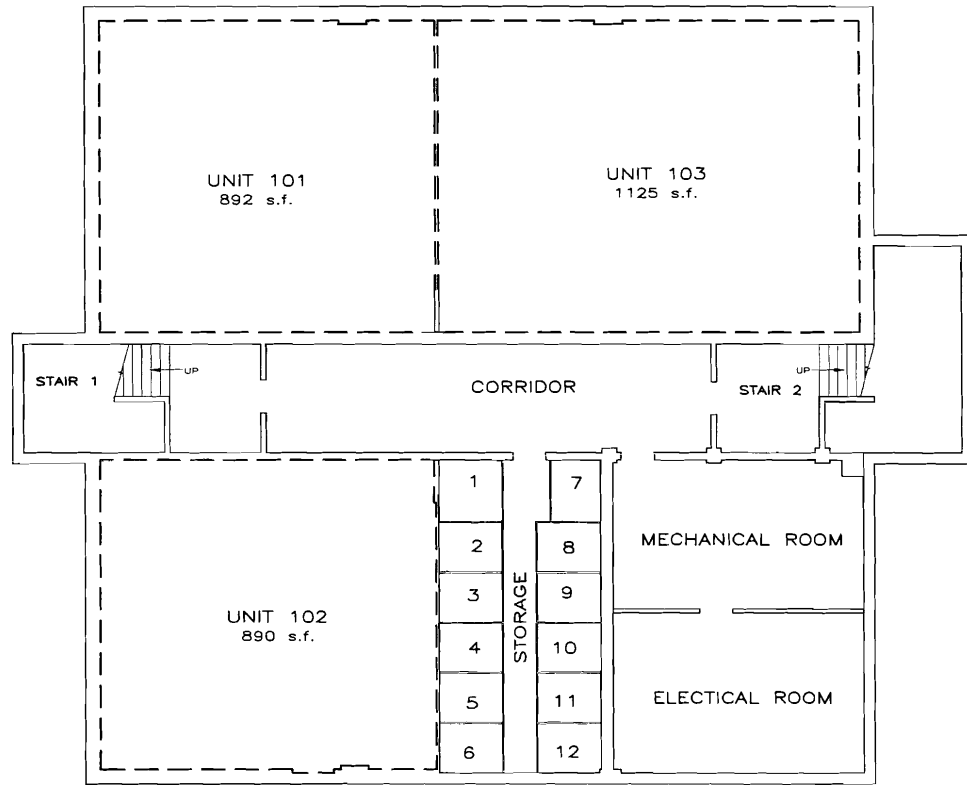 UNIT 101
892 s.f.
UNIT 103
1125 s.f.
STAIR 1
UP
CORRIDOR
UP
STAIR 2
1
7
2
8
3
9
4
10
5
11
6
12
STORAGE
MECHANICAL ROOM
UNIT 102
890 s.f.
ELECTICAL ROOM